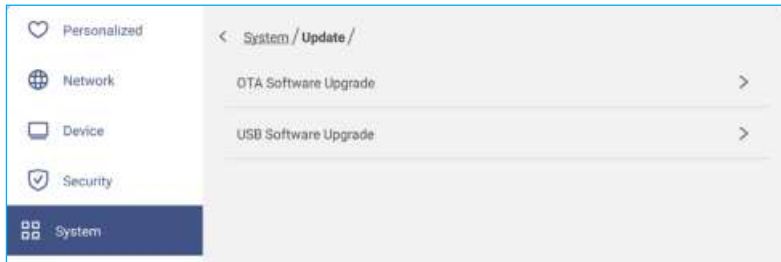 Personalized
Network
Device
Security
System
System / Update /
OTA Software Upgrade
USB Software Upgrade